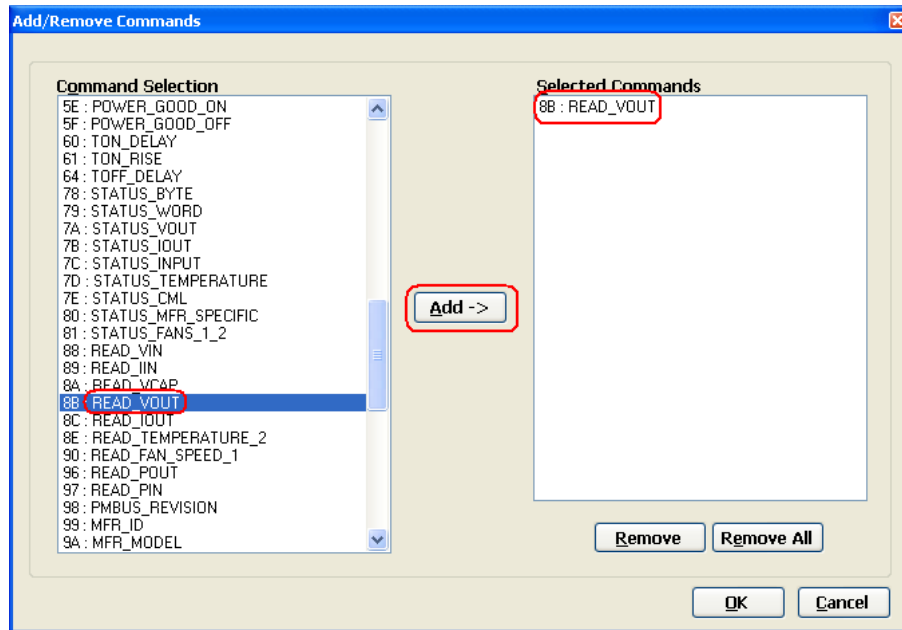 Add/Remove Commands
Command Selection
5E : POWER_GOOD_ON
5F : POWER_GOOD_OFF
60 : TON_DELAY
61 : TON_RISE
64 : TOFF_DELAY
78 : STATUS_BYTE
79 : STATUS_WORD
7A : STATUS_VOUT
7B : STATUS_IOUT
7C : STATUS_INPUT
7D : STATUS_TEMPERATURE
7E : STATUS_CML
80 : STATUS_MFR_SPECIFIC
81 : STATUS_FANS_1_2
88 : READ_VIN
89 : READ_IIN
8A : READ_VCAP
8B : READ_VOUT
8C : READ_IOUT
8E : READ_TEMPERATURE_2
90 : READ_FAN_SPEED_1
96 : READ_POUT
97 : READ_PIN
98 : PMBUS_REVISION
99 : MFR_ID
9A : MFR_MODEL
Add ->
Selected Commands
8B : READ_VOUT
Remove
Remove All
OK
Cancel